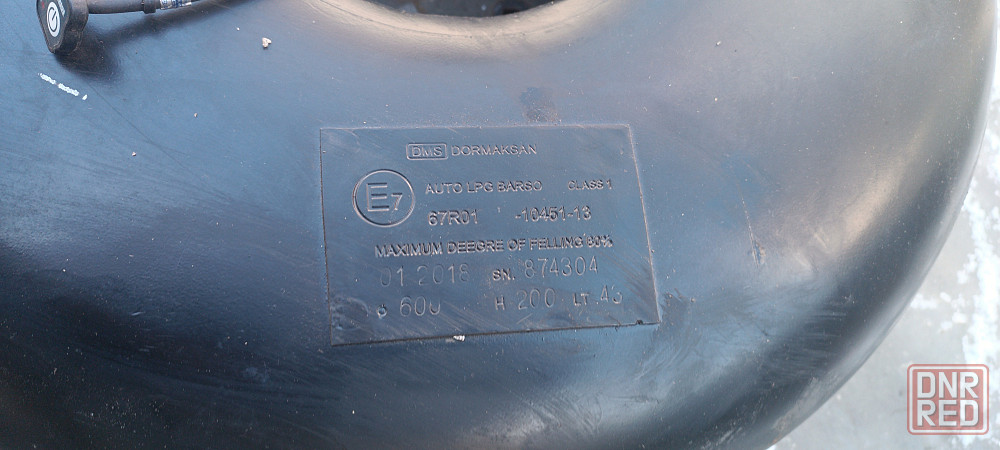 DMS DORMAKSAN
E7
AUTO LPG BARSO CLASS 1
67R01 -10451-13
MAXIMUM DEEGRE OF FELLING 80%
01 2018 SN. 874304
600 H 200 LT.
DNR
RED